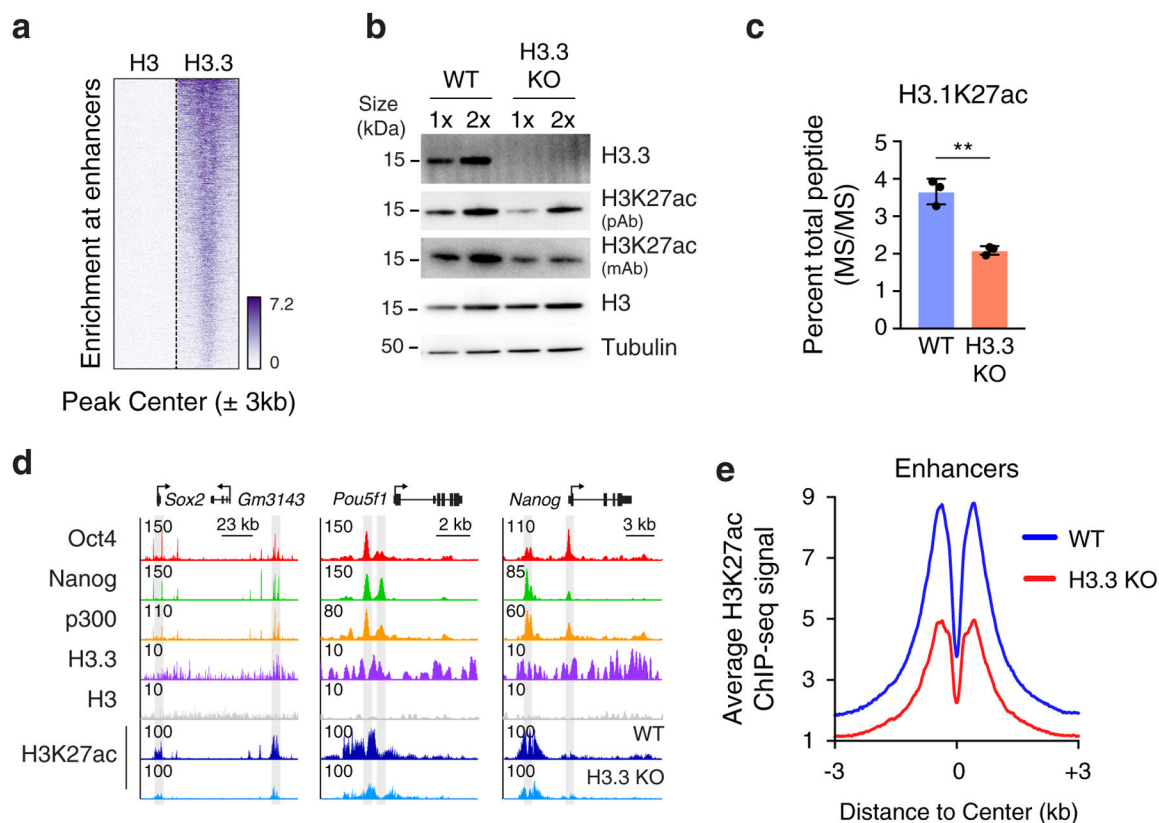 a
H3 H3.3
Enrichment at enhancers
7.2
0
Peak Center (± 3kb)
b
WT
H3.3
KO
Size
(kDa)
1x 2x 1x 2x
15
H3.3
15
H3K27ac
(pAb)
15
H3K27ac
(mAb)
15
H3
50
Tubulin
c
H3.1K27ac
Percent total peptide
(MS/MS)
**
5
4
3
2
1
0
WT
H3.3
KO
d
Sox2 Gm3143
Pou5f1
Nanog
23 kb
2 kb
3 kb
Oct4
150
150
110
Nanog
150
150
85
p300
110
80
60
H3.3
10
10
10
H3
10
10
10
H3K27ac
100
100
100
WT
100
100
100
H3.3 KO
e
Enhancers
Average H3K27ac
ChIP-seq signal
9
7
5
3
1
WT
H3.3 KO
-3 0 +3
Distance to Center (kb)